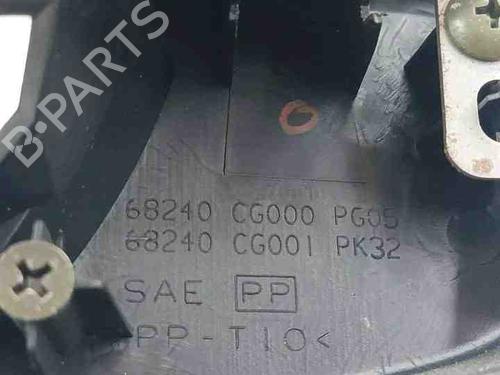 B-PARTS
68240 CG000 PG05
68240 CG001 PK32
SAE PP
PP-T10<